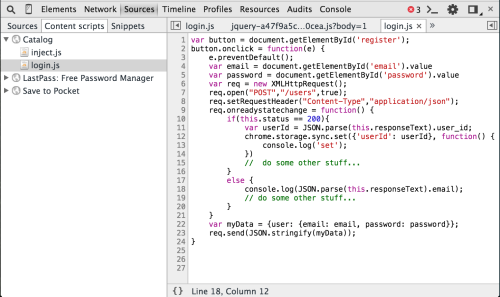 Elements Network Sources Timeline Profiles Resources Audits Console 3
Sources Content scripts Snippets
login.js jquery-a47f9a5c...0cea.js?body=1 login.js ×
Catalog
inject.js
login.js
LastPass: Free Password Manager
Save to Pocket
1 var button = document.getElementById('register');
2 button.onclick = function(e) {
3 e.preventDefault();
4 var email = document.getElementById('email').value
5 var password = document.getElementById('password').value
6 var req = new XMLHttpRequest();
7 req.open("POST","/users",true);
8 req.setRequestHeader("Content-Type","application/json");
9 req.onreadystatechange = function() {
10 if(this.status == 200){
11 var userId = JSON.parse(this.responseText).user_id;
12 chrome.storage.sync.set({'userId': userId}, function() {
13 console.log('set');
14 })
15 // do some other stuff...
16 }
17 else {
18 console.log(JSON.parse(this.responseText).email);
19 // do some other stuff...
20 }
21 }
22 var myData = {user: {email: email, password: password}};
23 req.send(JSON.stringify(myData));
24 }
25
26
27
{} Line 18, Column 12